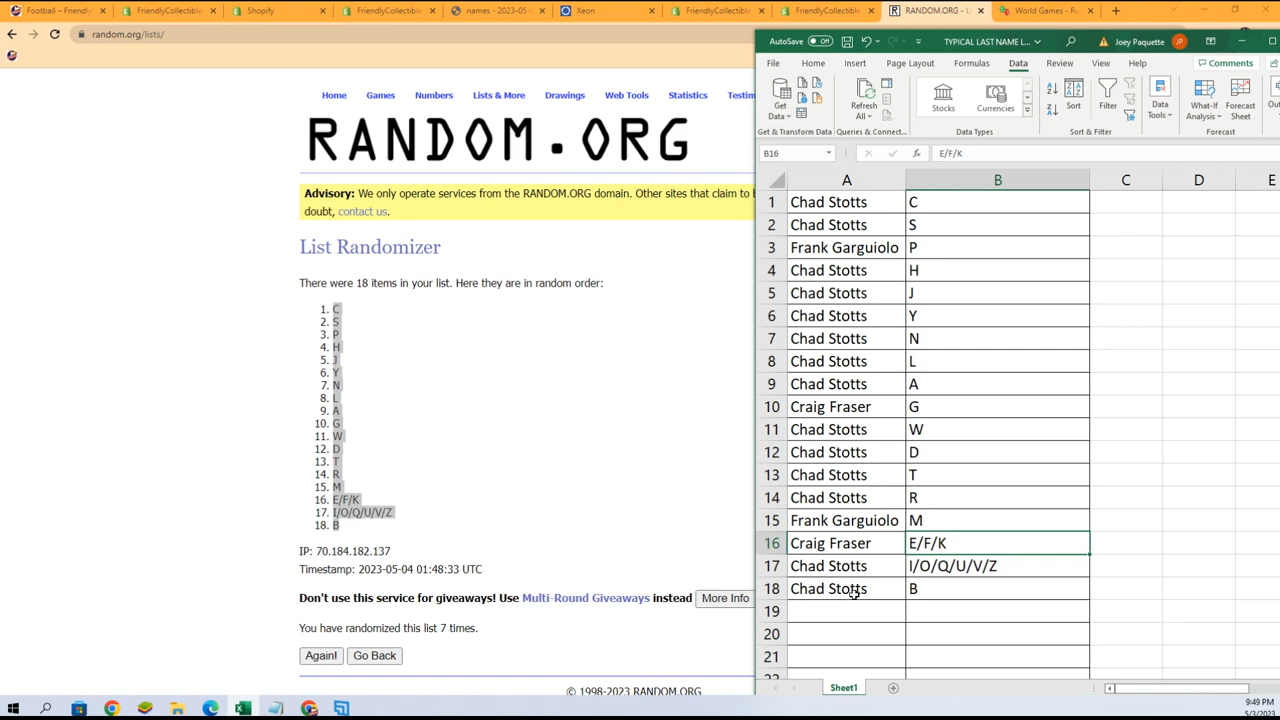 Football – Friendly
FriendlyCollectible
Shopify
FriendlyCollectible
names - 2023-05-
Xeon
FriendlyCollectible
FriendlyCollectible
RANDOM.ORG - L
World Games - Ru
random.org/lists/
Home Games Numbers Lists & More Drawings Web Tools Statistics Testim
RANDOM.ORG
Advisory: We only operate services from the RANDOM.ORG domain. Other sites that claim to b
doubt, contact us.
List Randomizer
There were 18 items in your list. Here they are in random order:
1. C
2. S
3. P
4. H
5. J
6. Y
7. N
8. L
9. A
10. G
11. W
12. D
13. T
14. R
15. M
16. E/F/K
17. I/O/Q/U/V/Z
18. B
IP: 70.184.182.137
Timestamp: 2023-05-04 01:48:33 UTC
Don't use this service for giveaways! Use Multi-Round Giveaways instead More Info
You have randomized this list 7 times.
Again! Go Back
© 1998-2023 RANDOM.ORG
AutoSave Off TYPICAL LAST NAME L... Joey Paquette JP
File Home Insert Formulas Page Layout Data Review View Help Comments
Get Data
Refresh All
Stocks Currencies
Sort Filter
Data Tools
What-If Analysis
Forecast Sheet
Get & Transform Data Queries & Connect... Data Types Sort & Filter Forecast
B16 fx E/F/K
A B C D E
1 Chad Stotts C
2 Chad Stotts S
3 Frank Garguiolo P
4 Chad Stotts H
5 Chad Stotts J
6 Chad Stotts Y
7 Chad Stotts N
8 Chad Stotts L
9 Chad Stotts A
10 Craig Fraser G
11 Chad Stotts W
12 Chad Stotts D
13 Chad Stotts T
14 Chad Stotts R
15 Frank Garguiolo M
16 Craig Fraser E/F/K
17 Chad Stotts I/O/Q/U/V/Z
18 Chad Stotts B
19
20
21
22
Sheet1
9:49 PM
5/3/2023